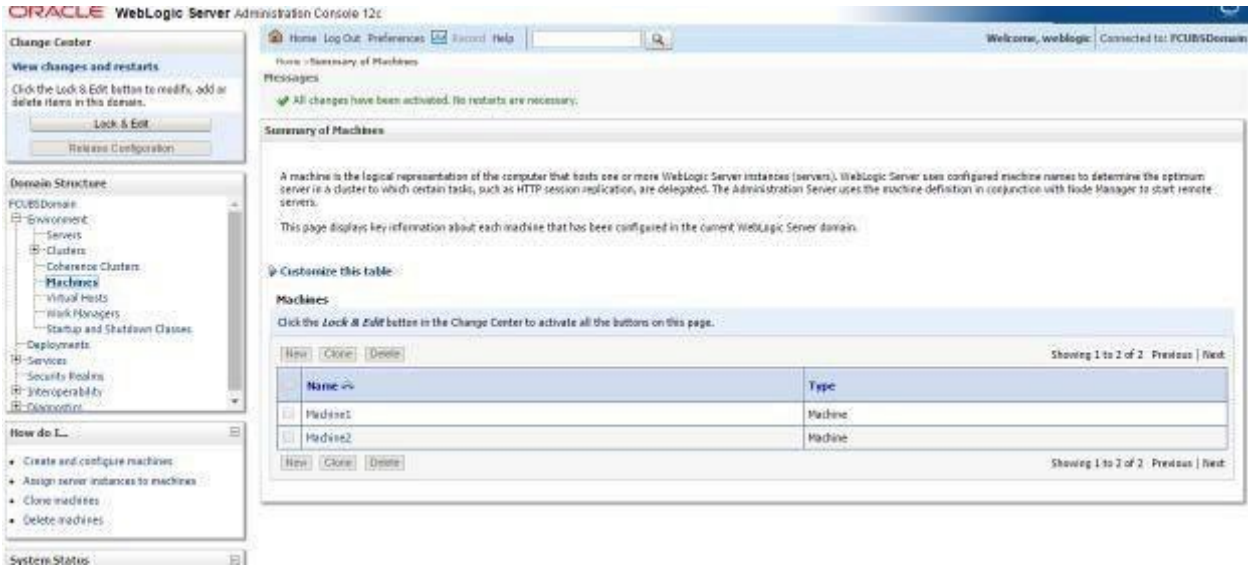 ORACLE WebLogic Server Administration Console 12c
Change Center
View changes and restarts
Click the Lock & Edit button to modify, add or
delete items in this domain.
Lock & Edit
Release Configuration
Domain Structure
FCUBSDomain
Environment
Servers
Clusters
Coherence Clusters
Machines
Virtual Hosts
Work Managers
Startup and Shutdown Classes
Deployments
Services
Security Realms
Interoperability
Diagnostics
How do I...
Create and configure machines
Assign server instances to machines
Clone machines
Delete machines
System Status
Home Log Out Preferences Record Help
Welcome, weblogic Connected to: FCUBSDomain
Home >Summary of Machines
Messages
All changes have been activated. No restarts are necessary.
Summary of Machines
A machine is the logical representation of the computer that hosts one or more WebLogic Server instances (servers). WebLogic Server uses configured machine names to determine the optimum
server in a cluster to which certain tasks, such as HTTP session replication, are delegated. The Administration Server uses the machine definition in conjunction with Node Manager to start remote
servers.
This page displays key information about each machine that has been configured in the current WebLogic Server domain.
Customize this table
Machines
Click the Lock & Edit button in the Change Center to activate all the buttons on this page.
New Clone Delete Showing 1 to 2 of 2 Previous | Next
Name Type
Machine1 Machine
Machine2 Machine
New Clone Delete Showing 1 to 2 of 2 Previous | Next